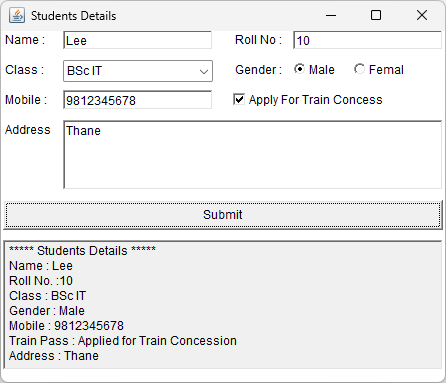 Students Details
Name : Lee Roll No : 10
Class : BSc IT Gender : Male Femal
Mobile : 9812345678 Apply For Train Concess
Address Thane
Submit
***** Students Details *****
Name : Lee
Roll No. :10
Class : BSc IT
Gender : Male
Mobile : 9812345678
Train Pass : Applied for Train Concession
Address : Thane